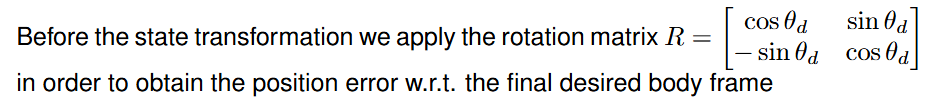 Before the state transformation we apply the rotation matrix R = [ cos θ_d  sin θ_d ; − sin θ_d  cos θ_d ]
in order to obtain the position error w.r.t. the final desired body frame